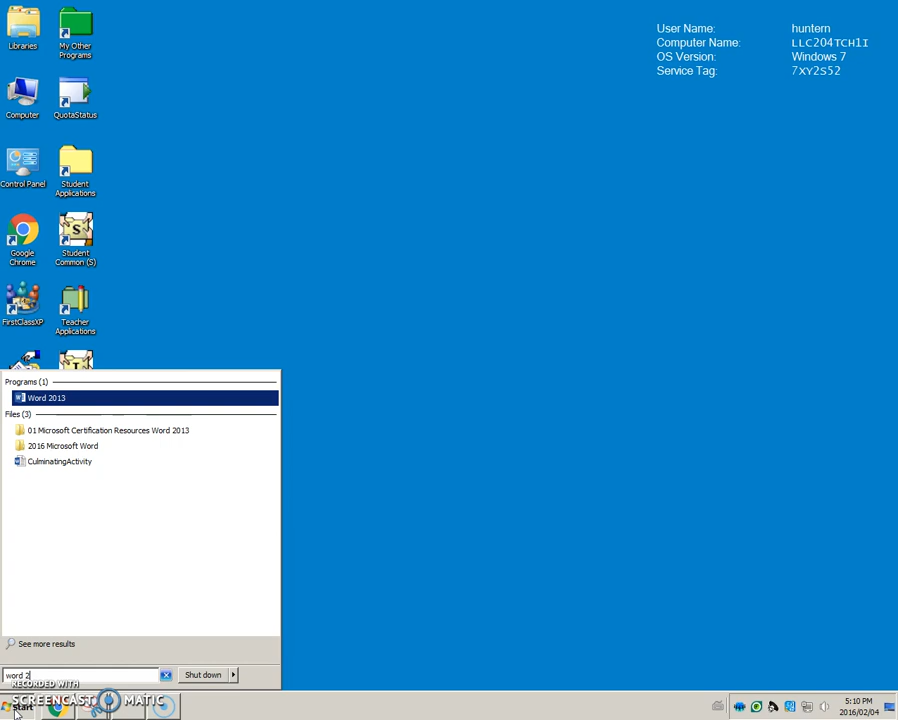 Libraries
My Other
Programs
User Name: huntern
Computer Name: LLC204TCH1I
OS Version: Windows 7
Service Tag: 7XY2S52
Computer
QuotaStatus
Control Panel
Student
Applications
Google
Chrome
Student
Common (S)
FirstClassXP
Teacher
Applications
Programs (1)
Word 2013
Files (3)
01 Microsoft Certification Resources Word 2013
2016 Microsoft Word
CulminatingActivity
See more results
word 2
Shut down
RECORDED WITH
SCREENCAST MATIC
Start
5:10 PM
2016/02/04